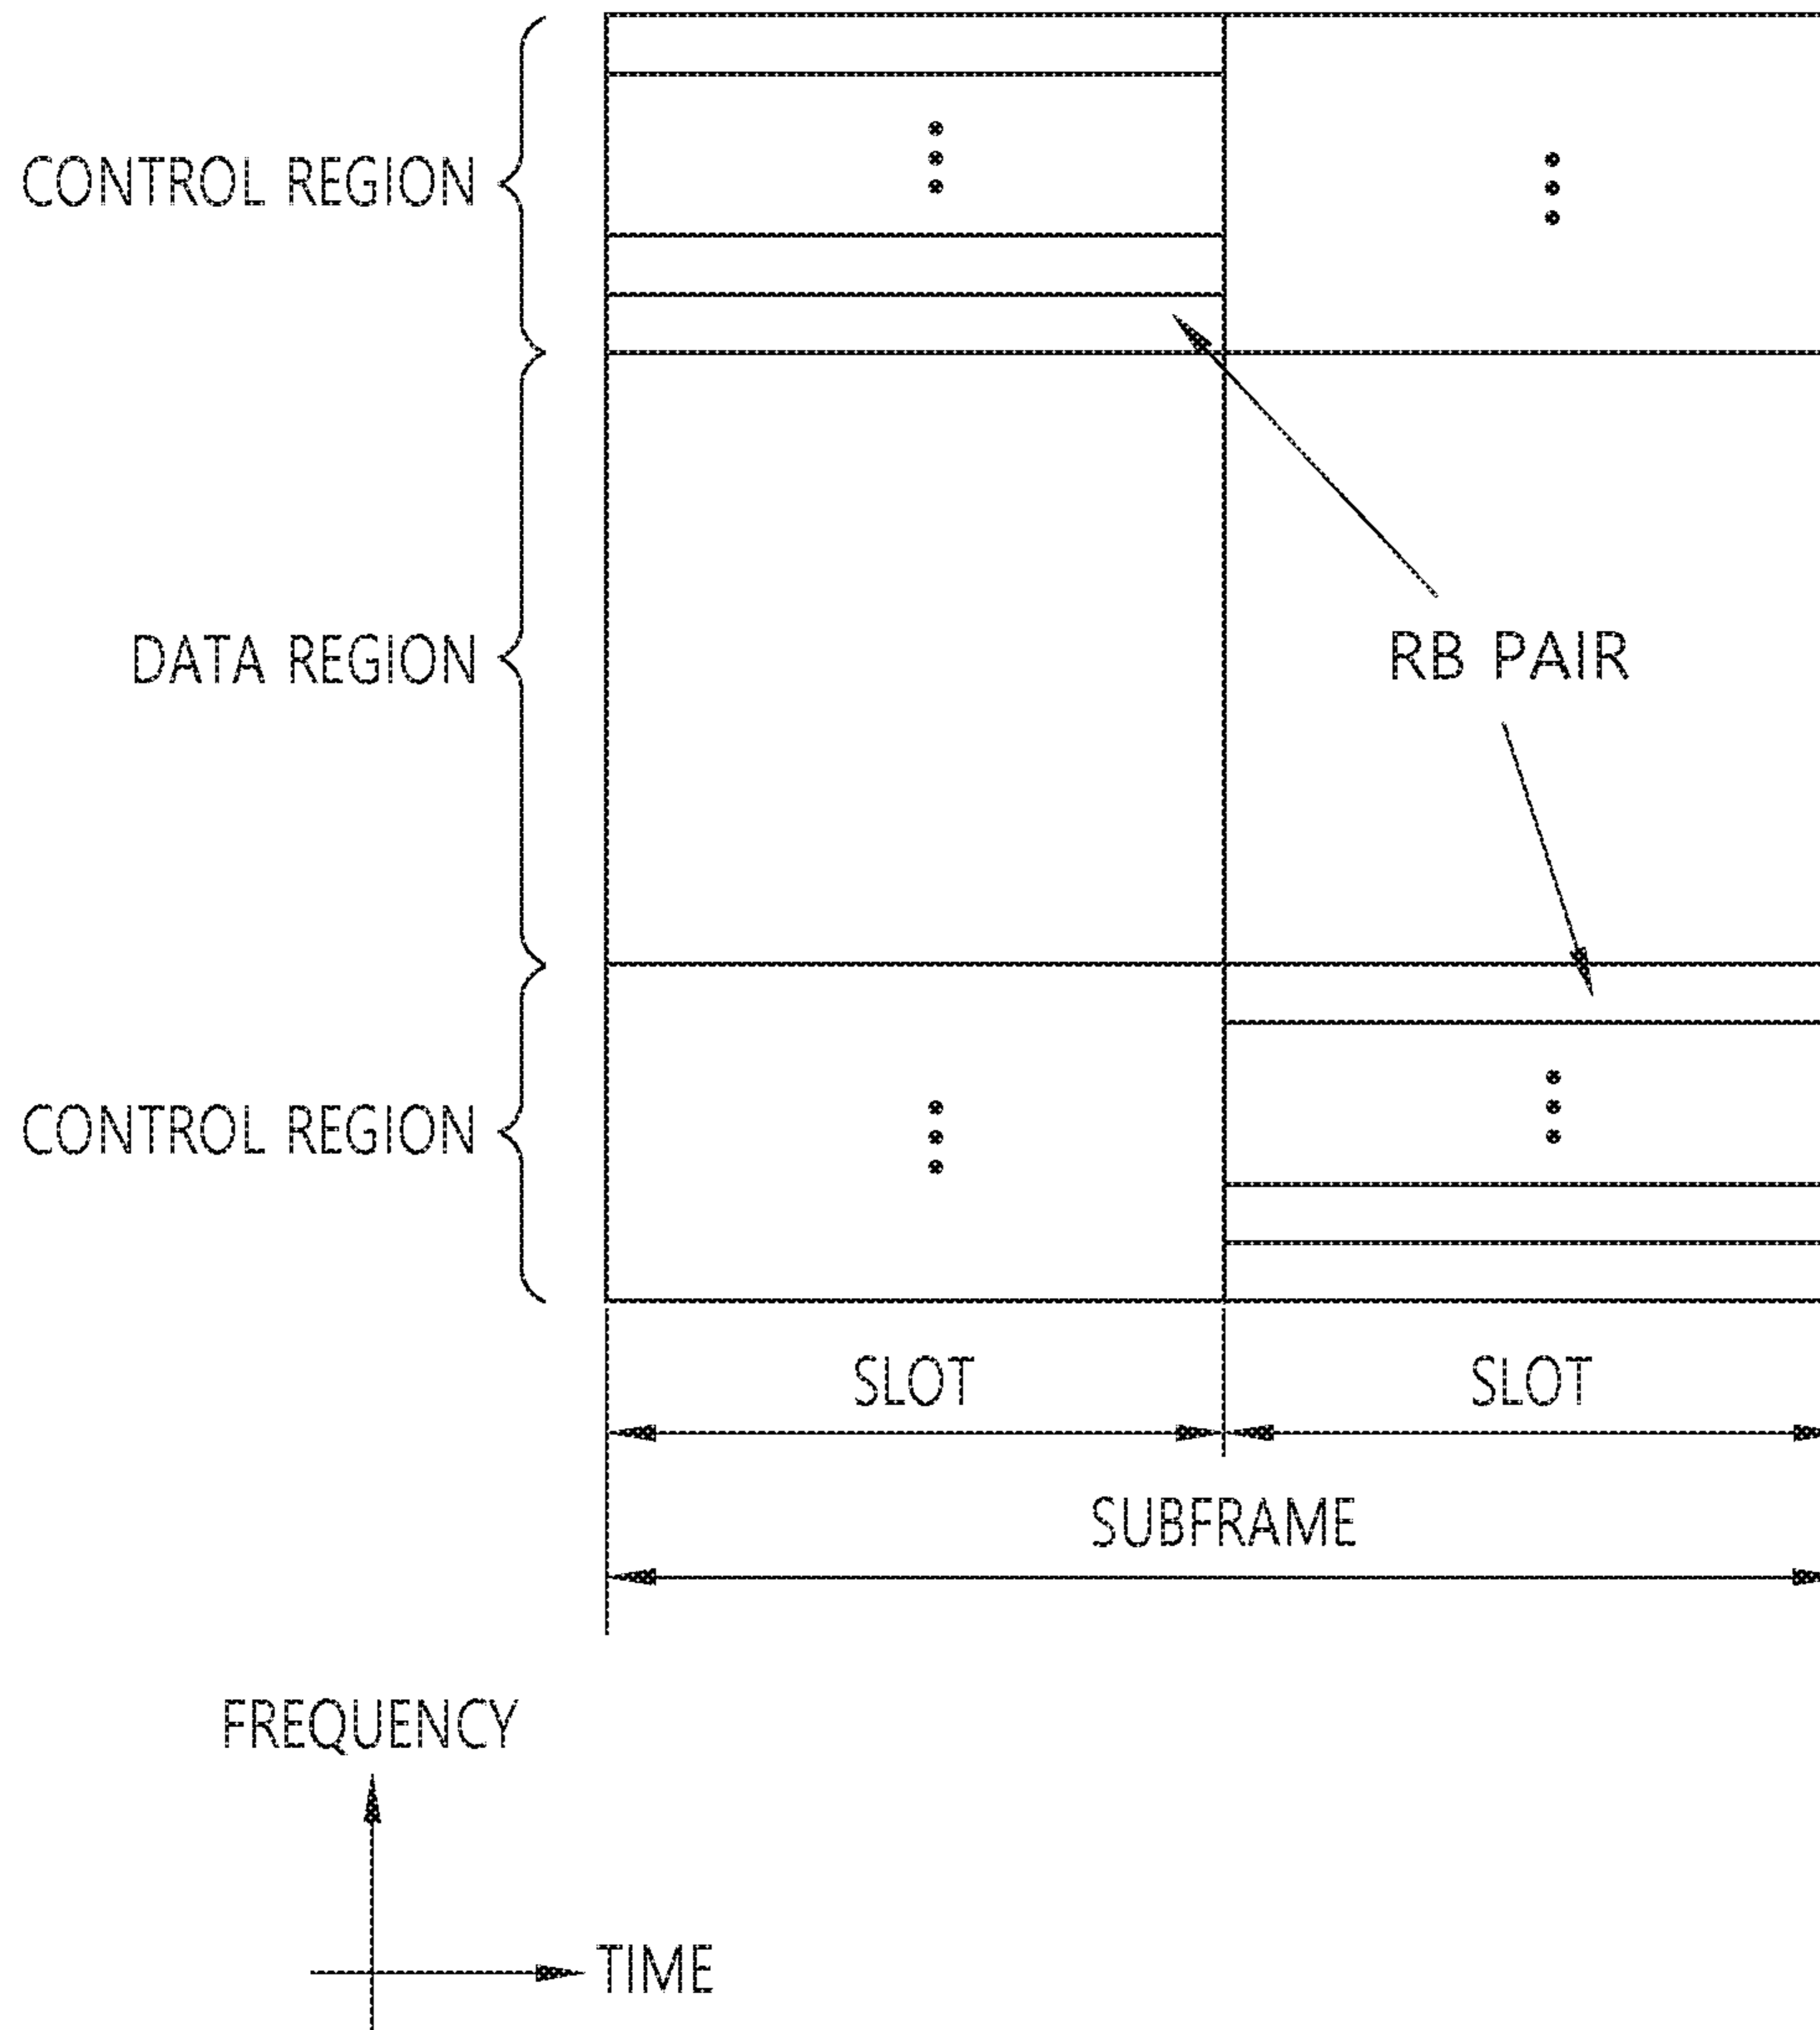 CONTROL REGION
DATA REGION
RB PAIR
CONTROL REGION
SLOT
SLOT
SUBFRAME
FREQUENCY
TIME